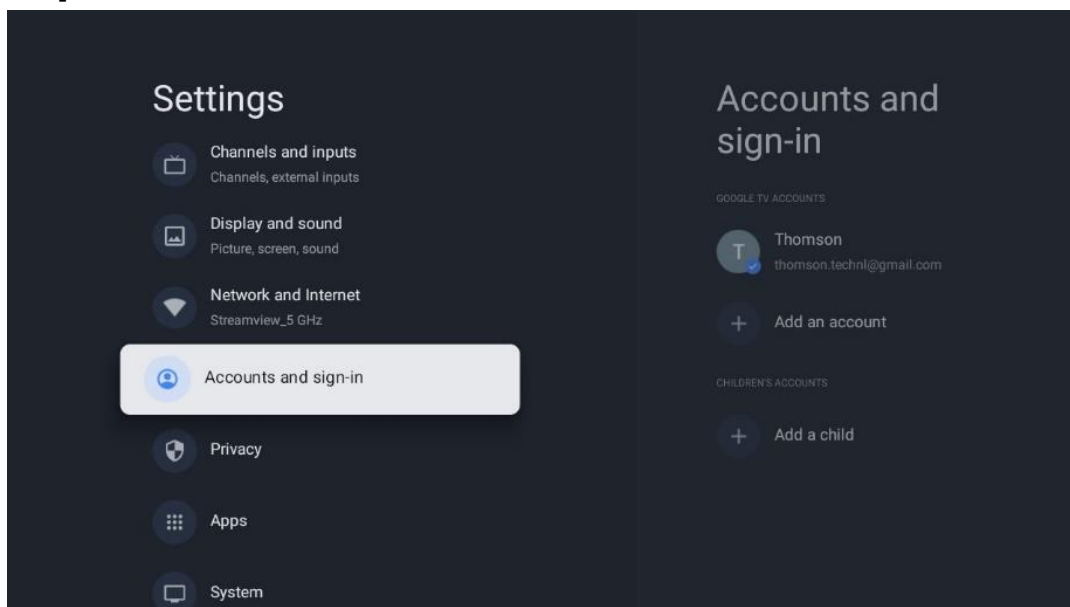 Settings
Channels and inputs
Channels, external inputs
Display and sound
Picture, screen, sound
Network and Internet
Streamview_5 GHz
Accounts and sign-in
Privacy
Apps
System
Accounts and
sign-in
GOOGLE TV ACCOUNTS
T
Thomson
thomson.technl@gmail.com
Add an account
CHILDREN'S ACCOUNTS
Add a child